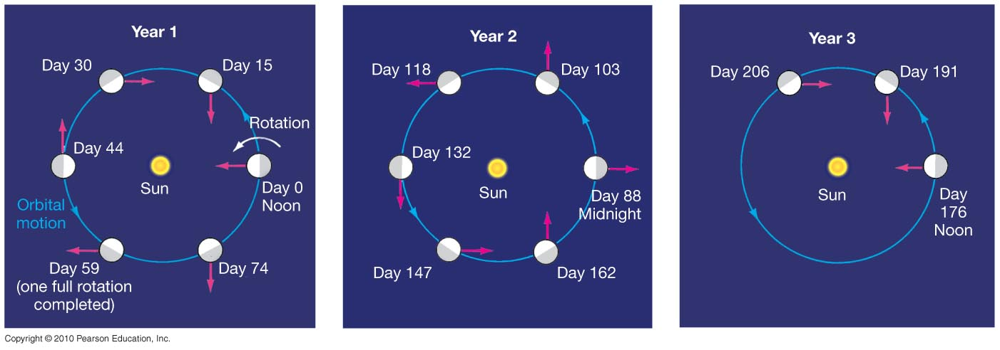 Year 1
Day 30
Day 15
Rotation
Day 44
Sun
Day 0
Noon
Orbital
motion
Day 59
(one full rotation
completed)
Day 74
Year 2
Day 118
Day 103
Day 132
Sun
Day 88
Midnight
Day 147
Day 162
Year 3
Day 206
Day 191
Sun
Day
176
Noon
Copyright © 2010 Pearson Education, Inc.